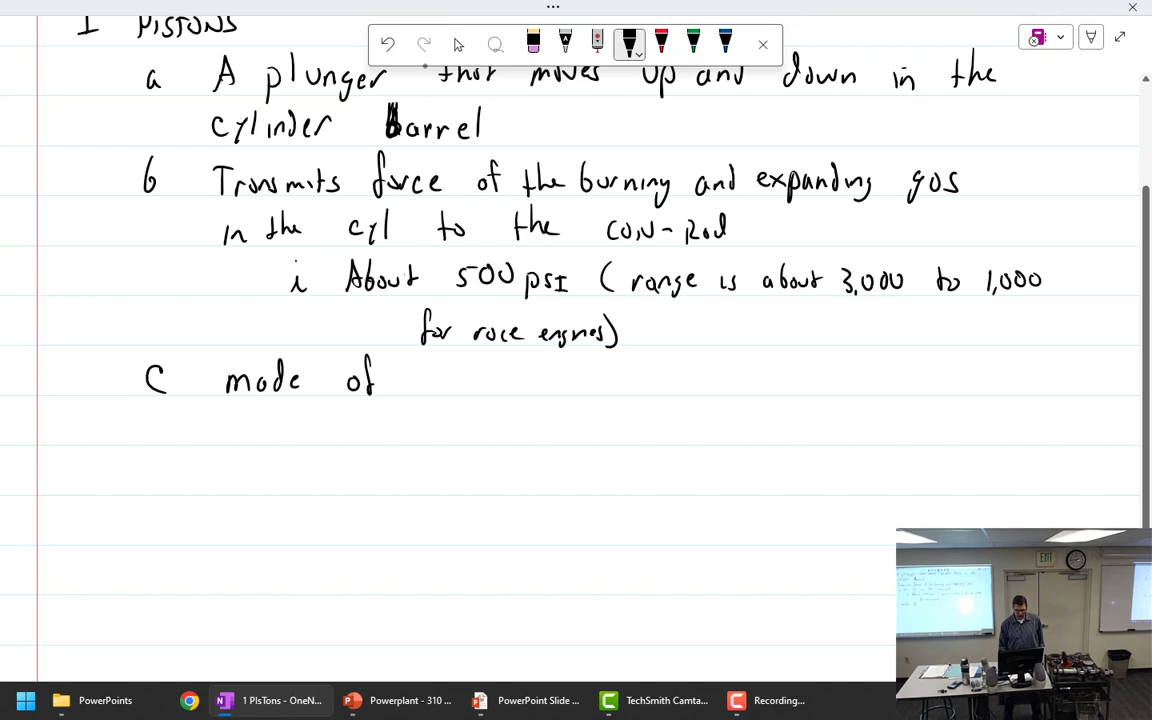 I PISTONS
a A plunger that moves up and down in the
cylinder barrel
b Transmits force of the burning and expanding gas
in the cyl to the con-rod
i About 500 psI (range is about 3,000 to 1,000
for race engines)
C mode of
PowerPoints
1 PIsTons - OneN...
Powerplant - 310 ...
PowerPoint Slide ...
TechSmith Camta...
Recording...
EXIT